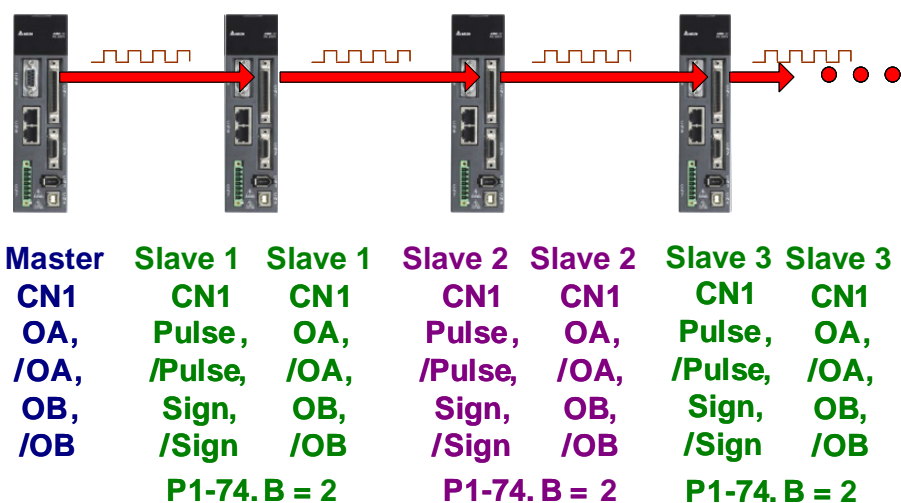 Master Slave 1 Slave 1 Slave 2 Slave 2 Slave 3 Slave 3
CN1 CN1 CN1 CN1 CN1 CN1 CN1
OA, Pulse, OA, Pulse, OA, Pulse, OA,
/OA, /Pulse, /OA, /Pulse, /OA, /Pulse, /OA,
OB, Sign, OB, Sign, OB, Sign, OB,
/OB /Sign /OB /Sign /OB /Sign /OB
P1-74. B = 2 P1-74. B = 2 P1-74. B = 2